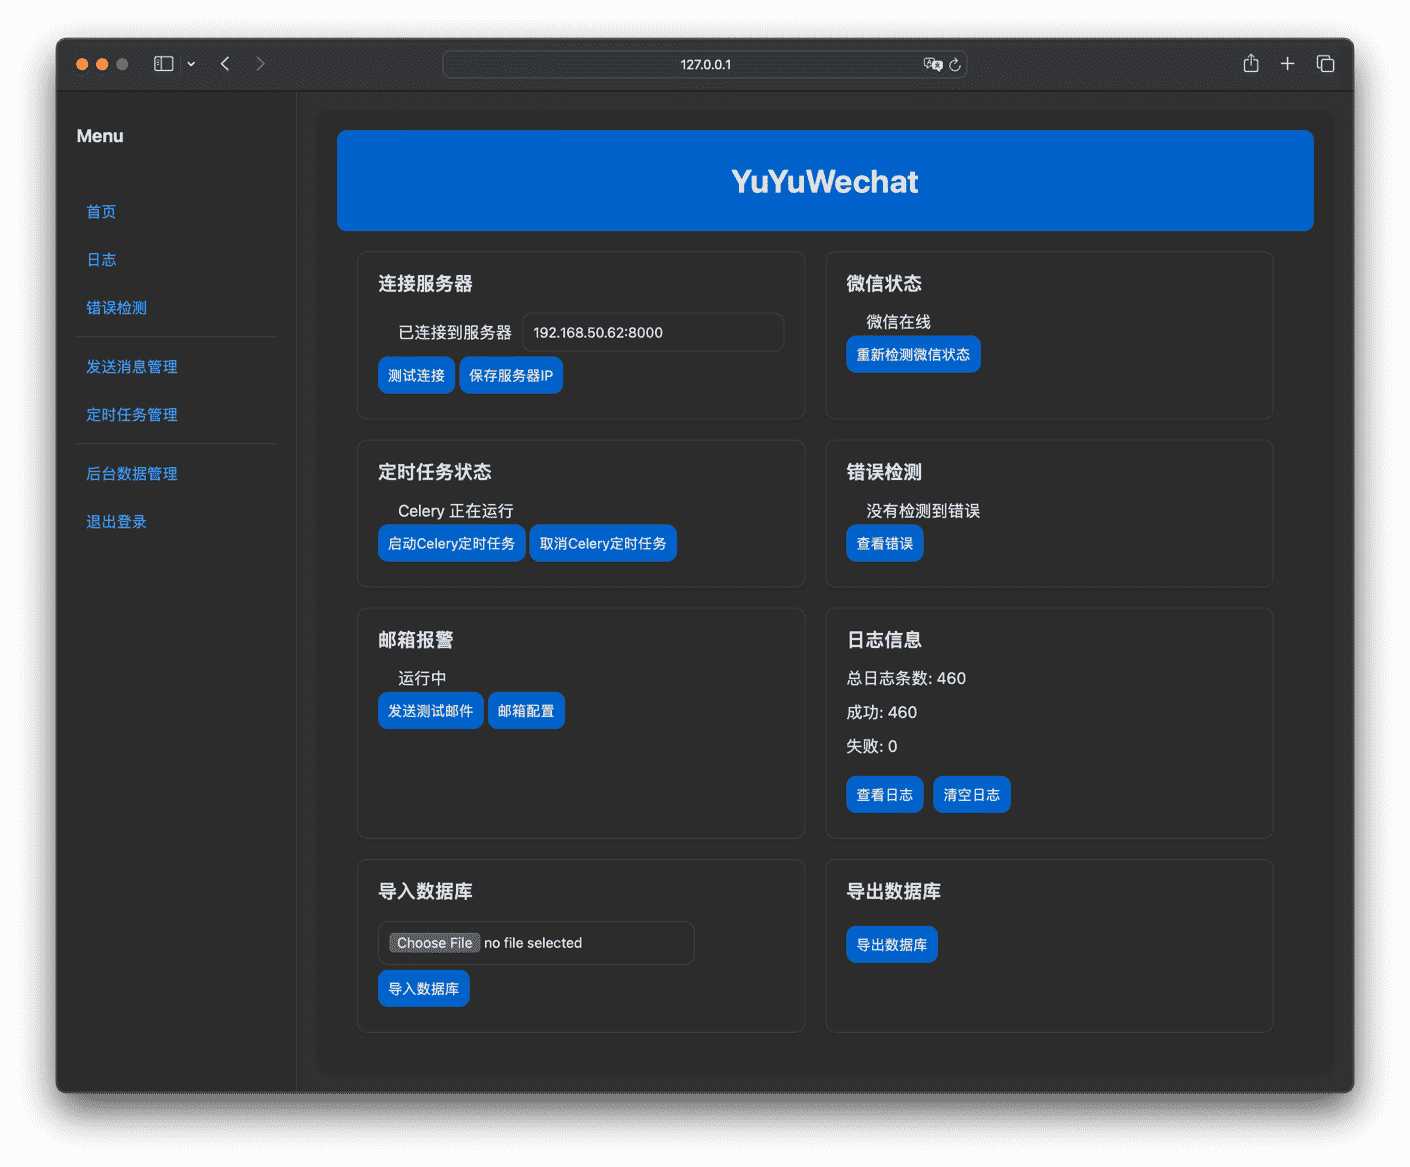 127.0.0.1
Menu
首页
日志
错误检测
发送消息管理
定时任务管理
后台数据管理
退出登录
YuYuWechat
连接服务器
已连接到服务器 192.168.50.62:8000
测试连接 保存服务器IP
微信状态
微信在线
重新检测微信状态
定时任务状态
Celery 正在运行
启动Celery定时任务 取消Celery定时任务
错误检测
没有检测到错误
查看错误
邮箱报警
运行中
发送测试邮件 邮箱配置
日志信息
总日志条数: 460
成功: 460
失败: 0
查看日志 清空日志
导入数据库
Choose File no file selected
导入数据库
导出数据库
导出数据库